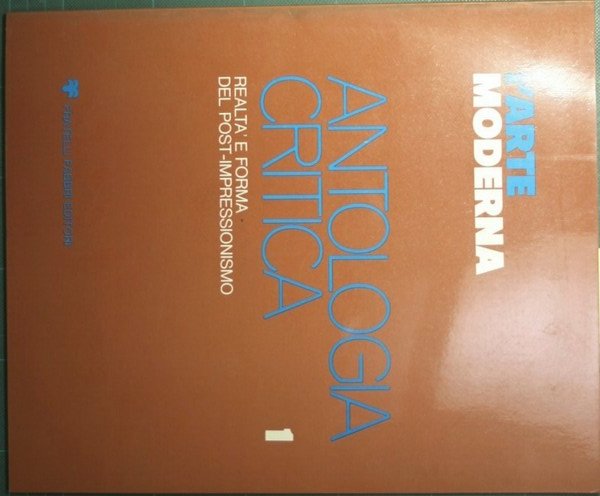 L'ARTE
MODERNA
ANTOLOGIA
CRITICA
1
REALTA' E FORMA
DEL POST-IMPRESSIONISMO
FRATELLI FABBRI EDITORI